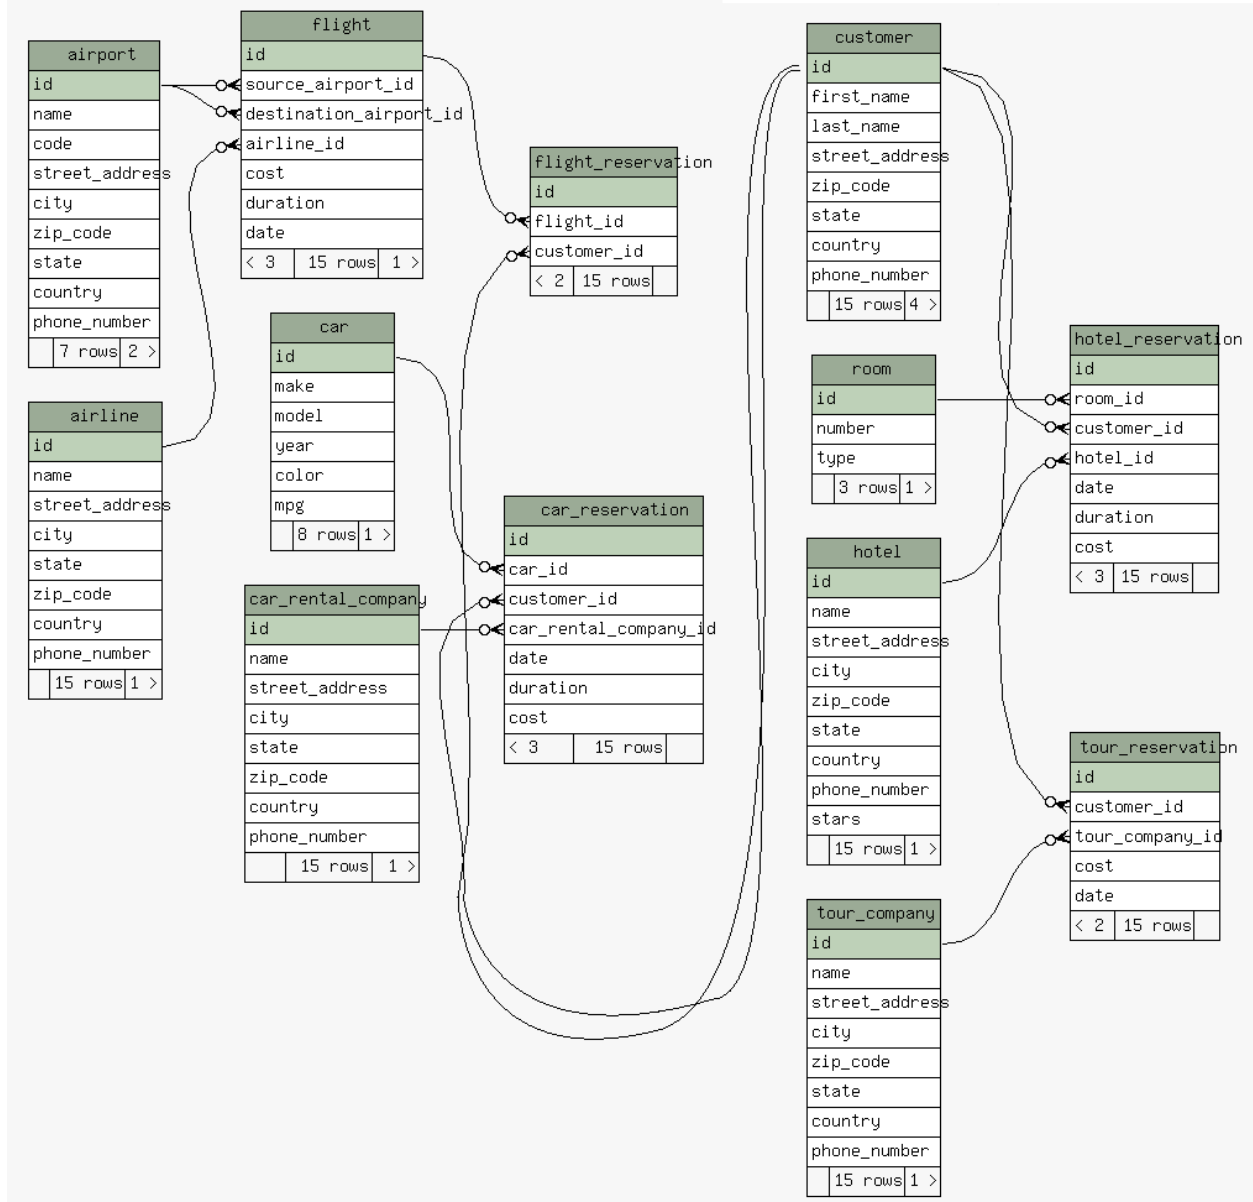 airport
id
name
code
street_address
city
zip_code
state
country
phone_number
7 rows 2 >
airline
id
name
street_address
city
state
zip_code
country
phone_number
15 rows 1 >
flight
id
source_airport_id
destination_airport_id
airline_id
cost
duration
date
< 3 15 rows 1 >
car
id
make
model
year
color
mpg
8 rows 1 >
car_rental_company
id
name
street_address
city
state
zip_code
country
phone_number
15 rows 1 >
flight_reservation
id
flight_id
customer_id
< 2 15 rows
car_reservation
id
car_id
customer_id
car_rental_company_id
date
duration
cost
< 3 15 rows
customer
id
first_name
last_name
street_address
zip_code
state
country
phone_number
15 rows 4 >
room
id
number
type
3 rows 1 >
hotel
id
name
street_address
city
zip_code
state
country
phone_number
stars
15 rows 1 >
tour_company
id
name
street_address
city
zip_code
state
country
phone_number
15 rows 1 >
hotel_reservation
id
room_id
customer_id
hotel_id
date
duration
cost
< 3 15 rows
tour_reservation
id
customer_id
tour_company_id
cost
date
< 2 15 rows